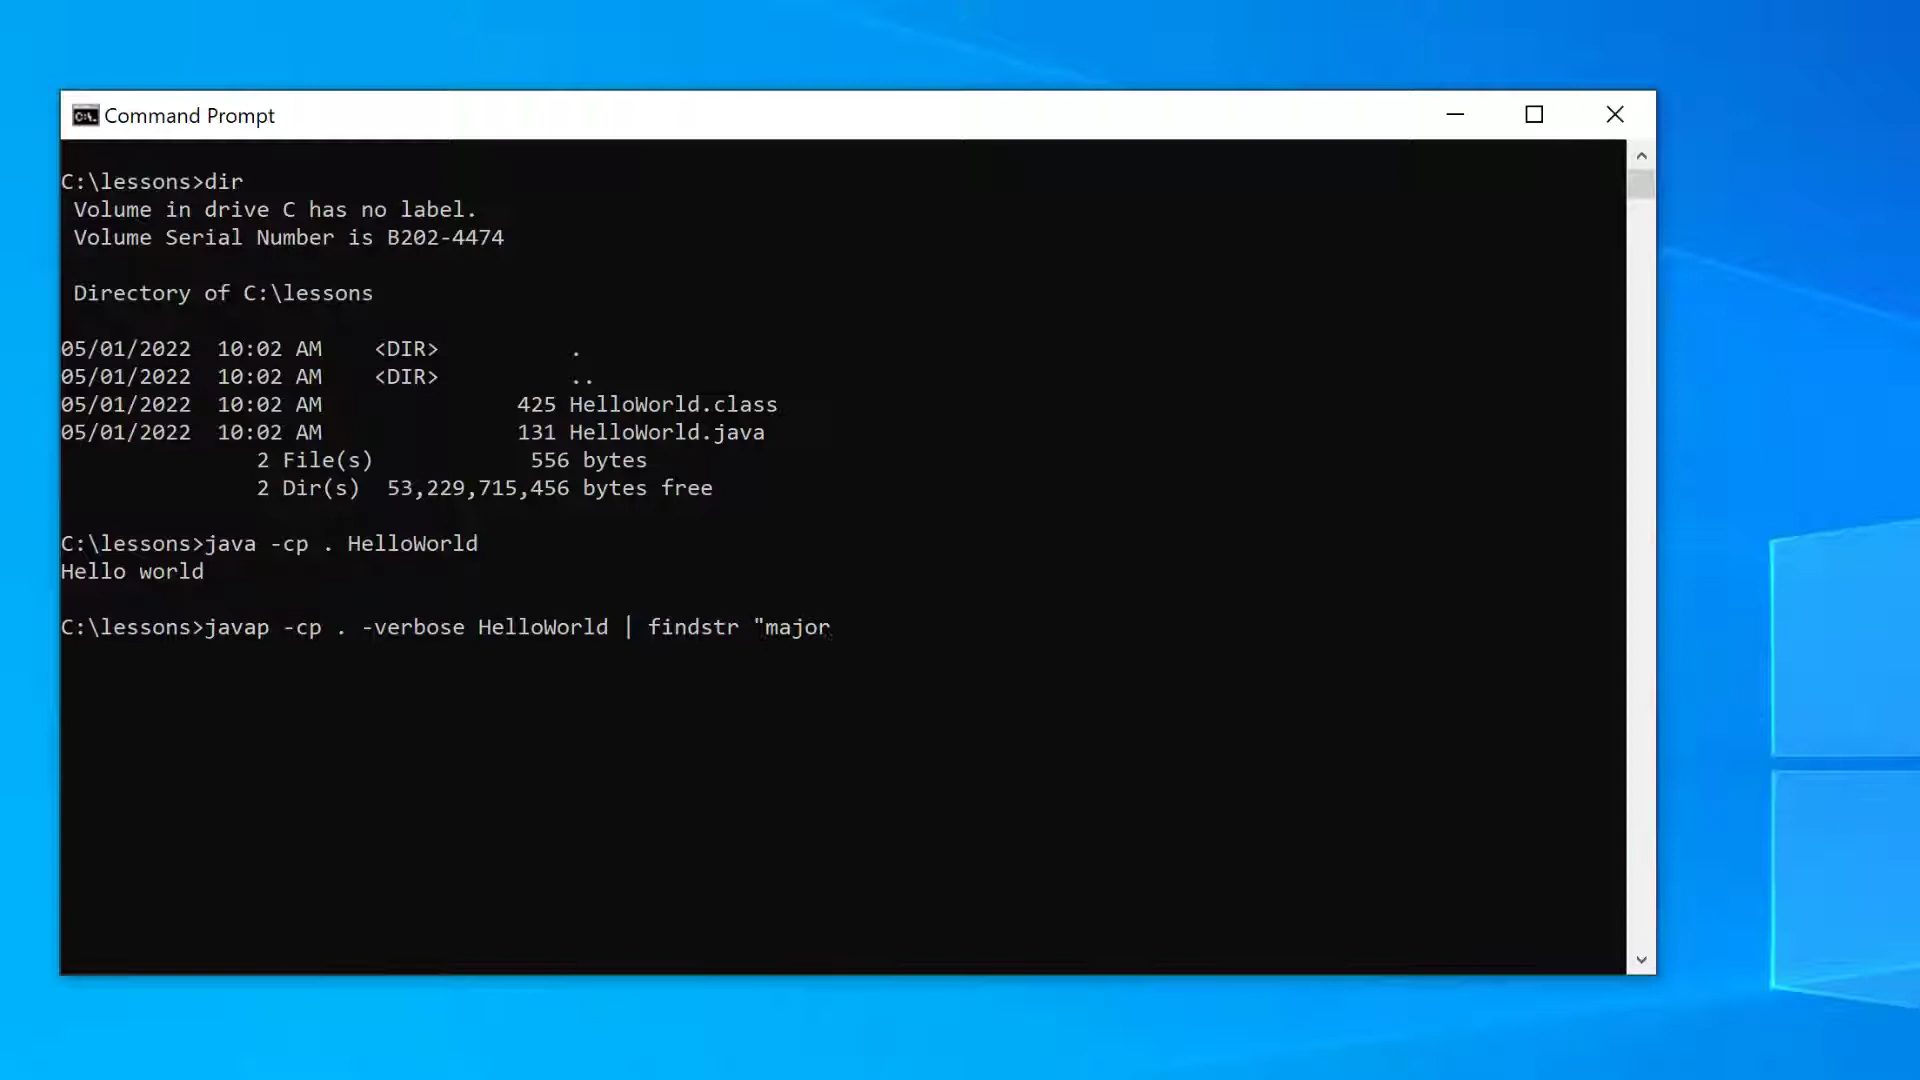 Command Prompt
C:\lessons>dir
Volume in drive C has no label.
Volume Serial Number is B202-4474
Directory of C:\lessons
05/01/2022  10:02 AM    <DIR>          .
05/01/2022  10:02 AM    <DIR>          ..
05/01/2022  10:02 AM               425 HelloWorld.class
05/01/2022  10:02 AM               131 HelloWorld.java
2 File(s)            556 bytes
2 Dir(s)  53,229,715,456 bytes free
C:\lessons>java -cp . HelloWorld
Hello world
C:\lessons>javap -cp . -verbose HelloWorld | findstr "major